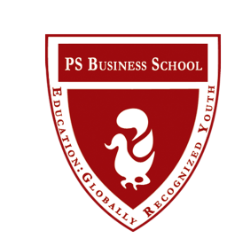 PS BUSINESS SCHOOL
EDUCATION: GLOBALLY RECOGNIZED YOUTH